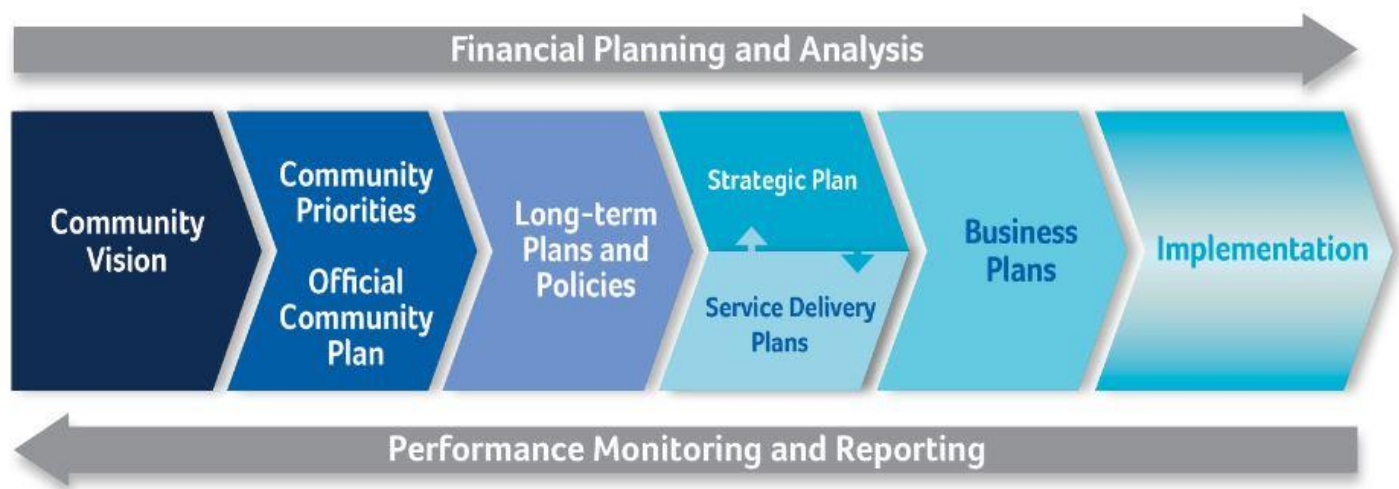 Financial Planning and Analysis
Community
Vision
Community
Priorities
Official
Community
Plan
Long-term
Plans and
Policies
Strategic Plan
Service Delivery
Plans
Business
Plans
Implementation
Performance Monitoring and Reporting